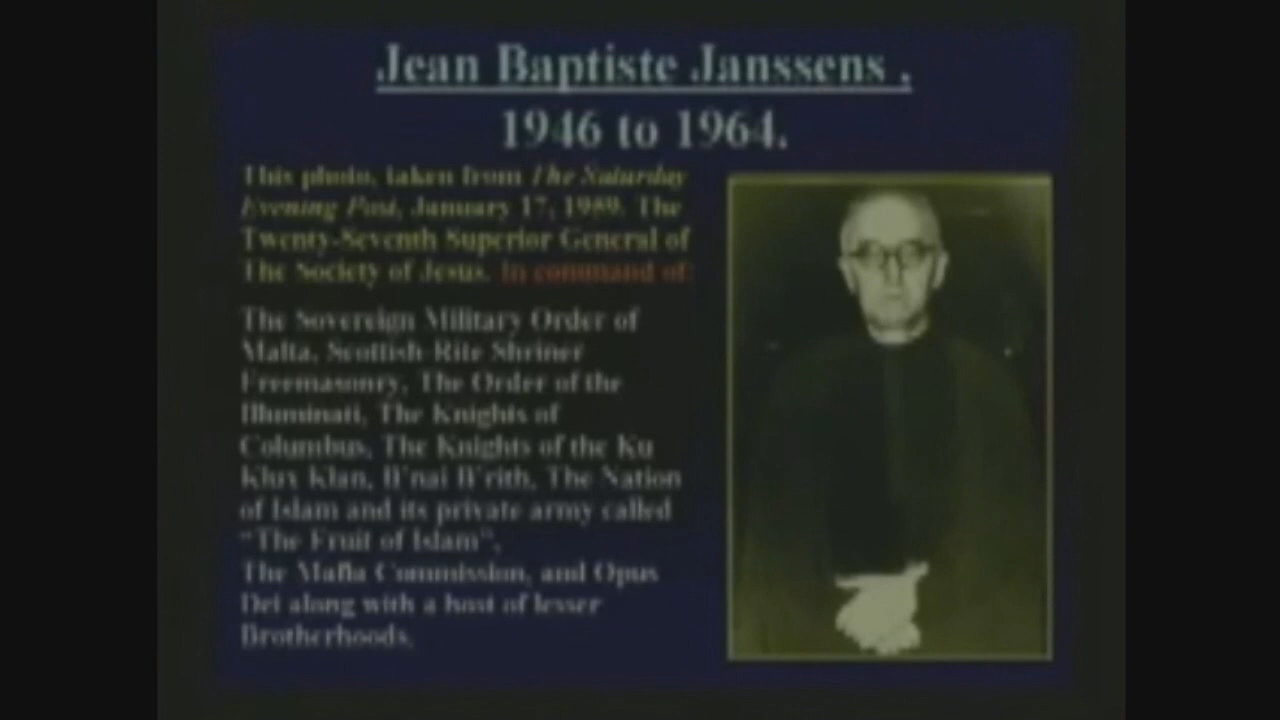 Jean Baptiste Janssens .
1946 to 1964.
This photo, taken from The Saturday
Evening Post, January 17, 1959. The
Twenty-Seventh Superior General of
The Society of Jesus. In command of:
The Sovereign Military Order of
Malta, Scottish-Rite Shriner
Freemasonry, The Order of the
Illuminati, The Knights of
Columbus, The Knights of the Ku
Klux Klan, B'nai B'rith, The Nation
of Islam and its private army called
"The Fruit of Islam",
The Mafia Commission, and Opus
Dei along with a host of lesser
Brotherhoods.